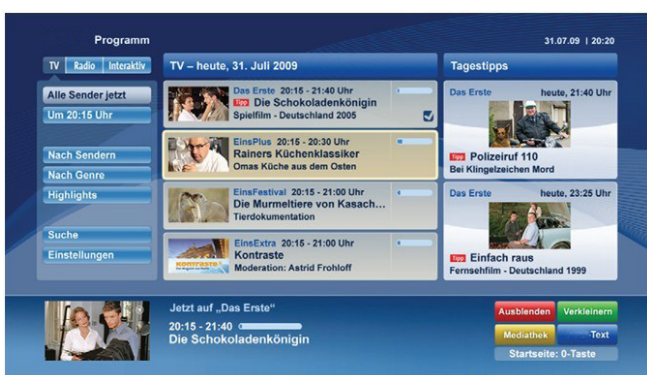 Programm
31.07.09 | 20:20
TV Radio Interaktiv
TV – heute, 31. Juli 2009
Tagestipps
Alle Sender jetzt
Um 20:15 Uhr
Nach Sendern
Nach Genre
Highlights
Suche
Einstellungen
Das Erste 20:15 - 21:40 Uhr
Tipp Die Schokoladenkönigin
Spielfilm - Deutschland 2005
EinsPlus 20:15 - 20:30 Uhr
Rainers Küchenklassiker
Omas Küche aus dem Osten
EinsFestival 20:15 - 21:00 Uhr
Die Murmeltiere von Kasach...
Tierdokumentation
KONTRASTE
EinsExtra 20:15 - 21:00 Uhr
Kontraste
Moderation: Astrid Frohloff
Das Erste heute, 21:40 Uhr
Tipp Polizeiruf 110
Bei Klingelzeichen Mord
Das Erste heute, 23:25 Uhr
Tipp Einfach raus
Fernsehfilm - Deutschland 1999
Jetzt auf „Das Erste“
20:15 - 21:40
Die Schokoladenkönigin
Ausblenden Verkleinern
Mediathek Text
Startseite: 0-Taste